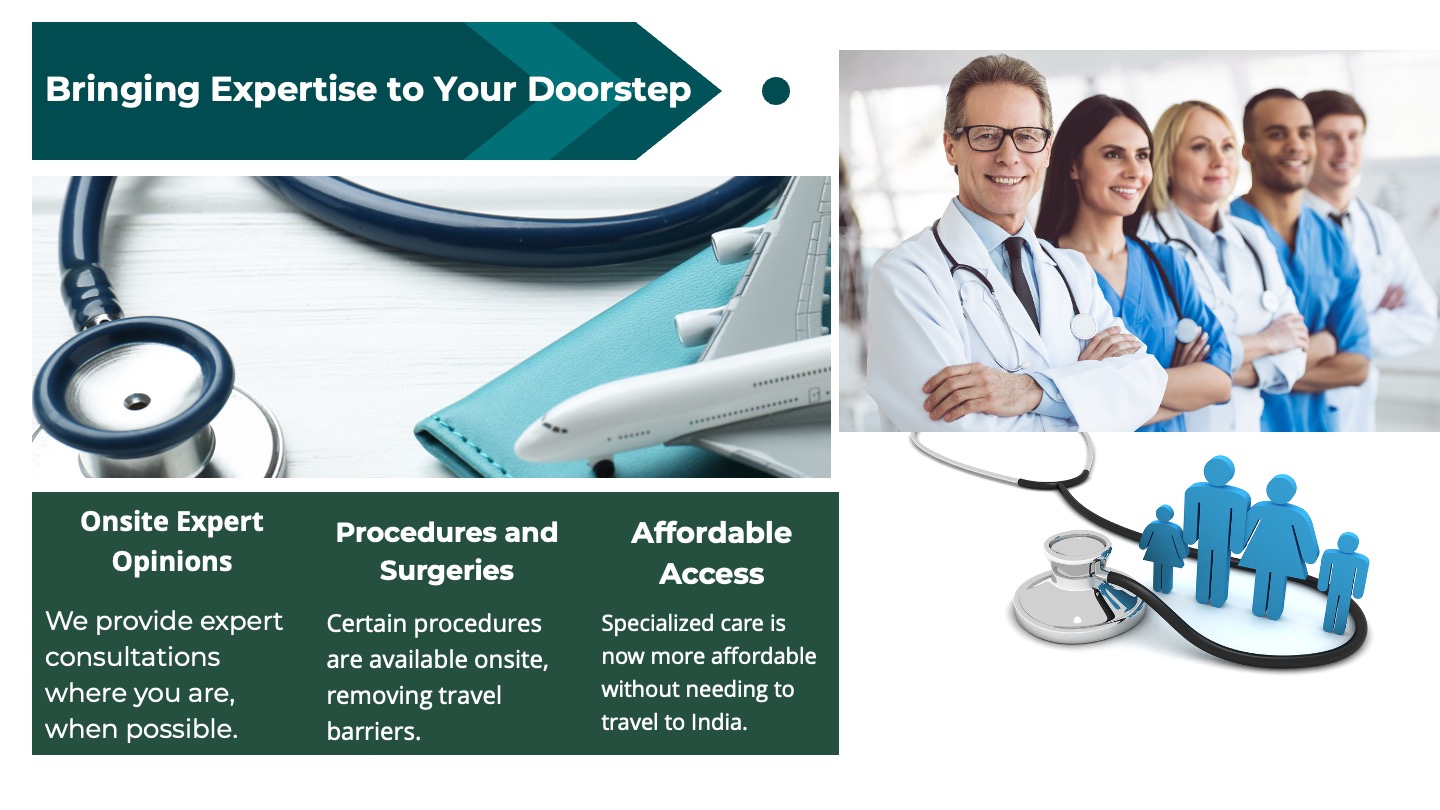 Bringing Expertise to Your Doorstep
Onsite Expert
Opinions
We provide expert
consultations
where you are,
when possible.
Procedures and
Surgeries
Certain procedures
are available onsite,
removing travel
barriers.
Affordable
Access
Specialized care is
now more affordable
without needing to
travel to India.